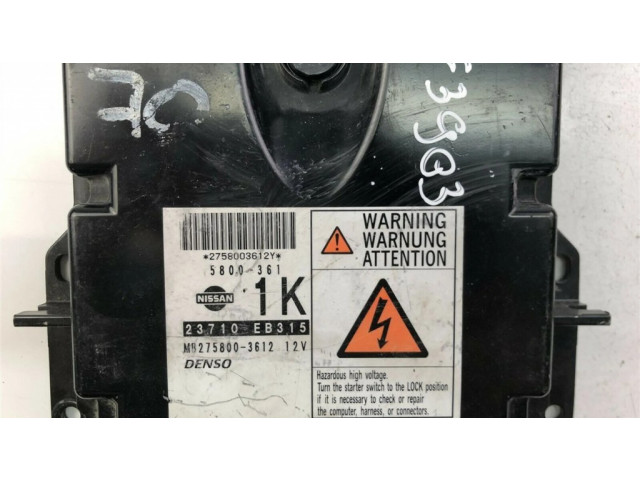 *2758003612Y*
5800-361
NISSAN
1K
23710 EB315
MB275800-3612 12V
DENSO
WARNING
WARNUNG
ATTENTION
Hazardous high voltage.
Turn the starter switch to the LOCK position
if it is necessary to check or repair
the computer, harness, or connectors.